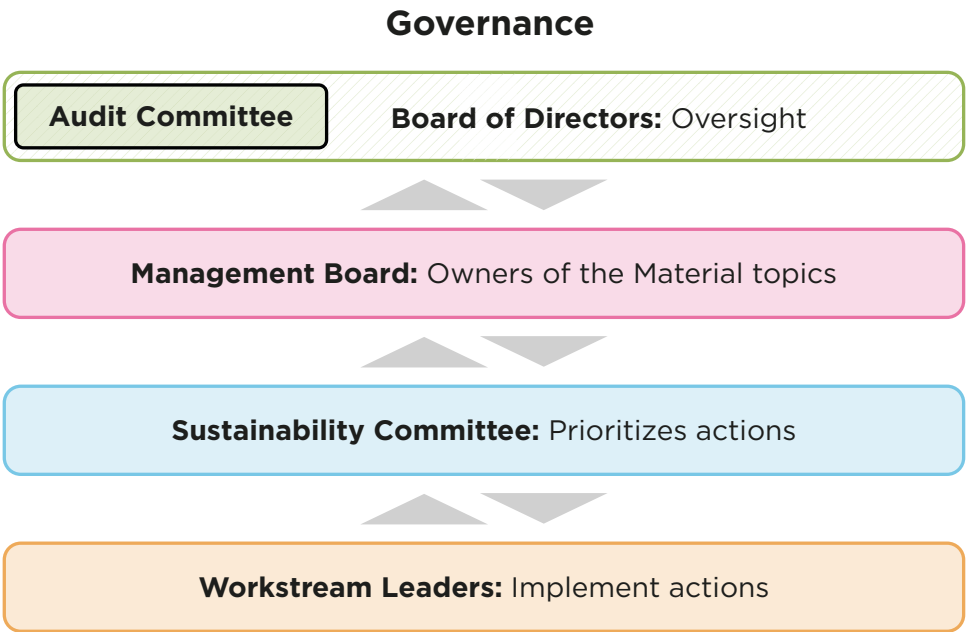 Governance
Audit Committee
Board of Directors: Oversight
Management Board: Owners of the Material topics
Sustainability Committee: Prioritizes actions
Workstream Leaders: Implement actions